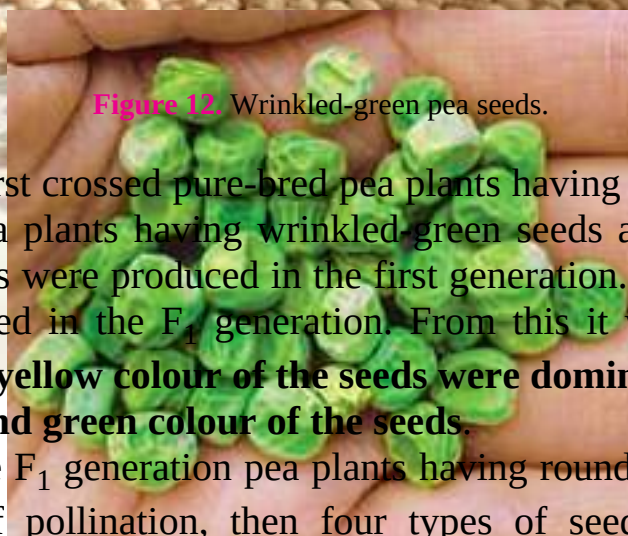 Figure 12. Wrinkled-green pea seeds.
rst crossed pure-bred pea plants having
a plants having wrinkled-green seeds a
s were produced in the first generation.
ed in the F₁ generation. From this it
yellow colour of the seeds were domin
nd green colour of the seeds.
e F₁ generation pea plants having round
f pollination, then four types of seed